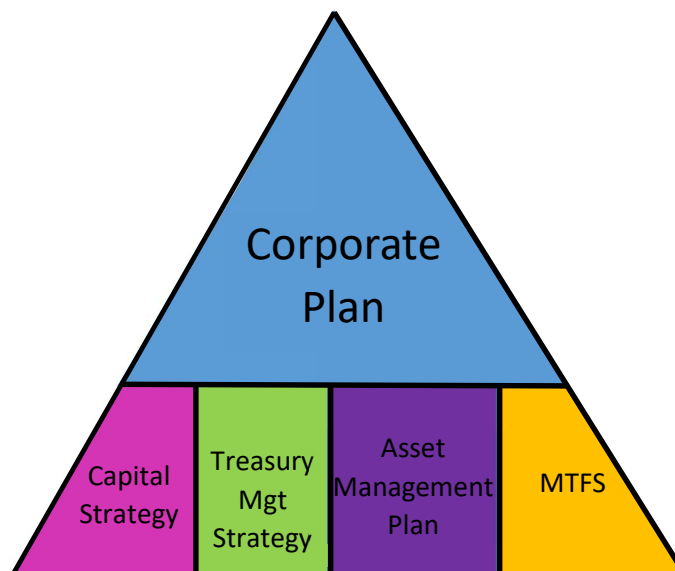 Corporate
Plan
Capital
Strategy
Treasury
Mgt
Strategy
Asset
Management
Plan
MTFS